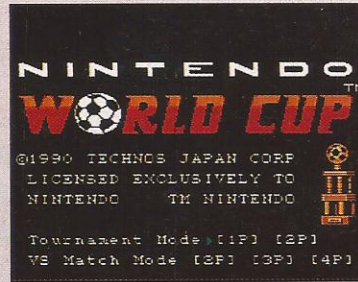 NINTENDO
TM
WORLD CUP
©1990 TECHNOS JAPAN CORP
LICENSED EXCLUSIVELY TO
NINTENDO TM NINTENDO
Tournament Mode [1P] [2P]
VS Match Mode [2P] [3P] [4P]